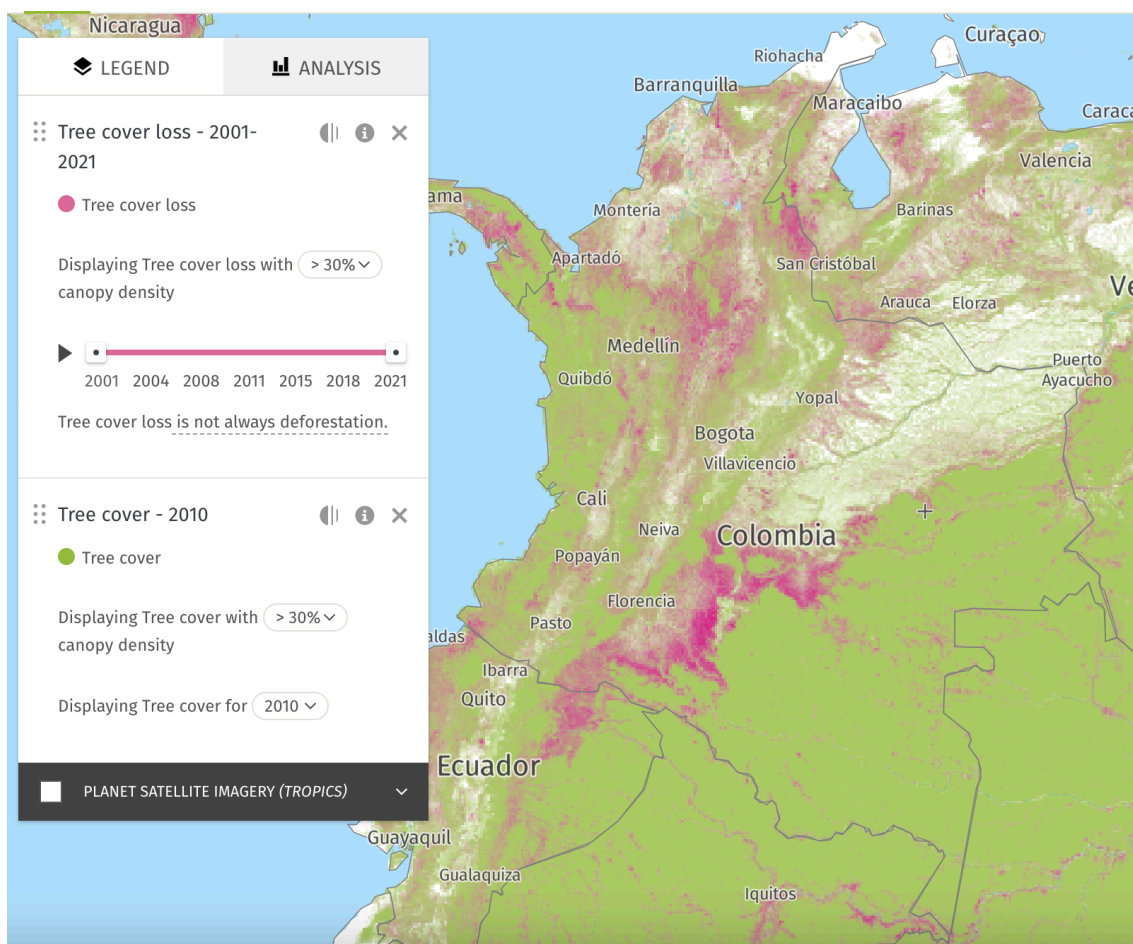 Nicaragua
LEGEND
ANALYSIS
Tree cover loss - 2001-
2021
Tree cover loss
Displaying Tree cover loss with > 30%
canopy density
2001 2004 2008 2011 2015 2018 2021
Tree cover loss is not always deforestation.
Tree cover - 2010
Tree cover
Displaying Tree cover with > 30%
canopy density
Displaying Tree cover for 2010
PLANET SATELLITE IMAGERY (TROPICS)
Curaçao
Riohacha
Barranquilla
Maracaibo
Caraca
Valencia
ama
Montería
Barinas
Apartadó
San Cristóbal
Ve
Arauca
Elorza
Medellín
Puerto
Ayacucho
Quibdó
Yopal
Bogota
Villavicencio
Cali
Neiva
Colombia
Popayán
Florencia
Pasto
aldas
Ibarra
Quito
Ecuador
Guayaquil
Gualaquiza
Iquitos